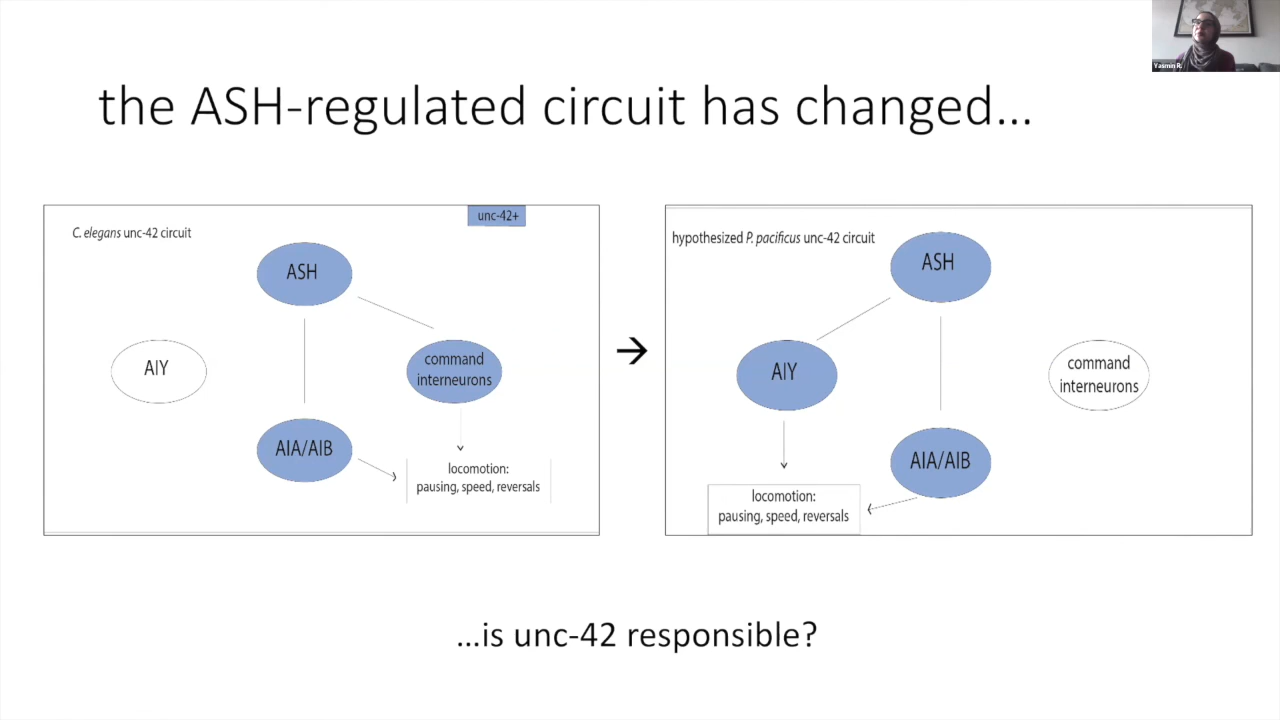 Yasmin R.
the ASH-regulated circuit has changed...
unc-42+
C. elegans unc-42 circuit
ASH
AIY
command
interneurons
AIA/AIB
locomotion:
pausing, speed, reversals
→
hypothesized P. pacificus unc-42 circuit
ASH
AIY
command
interneurons
AIA/AIB
locomotion:
pausing, speed, reversals
...is unc-42 responsible?